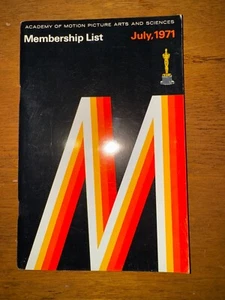 ACADEMY OF MOTION PICTURE ARTS AND SCIENCES
Membership List July, 1971
M